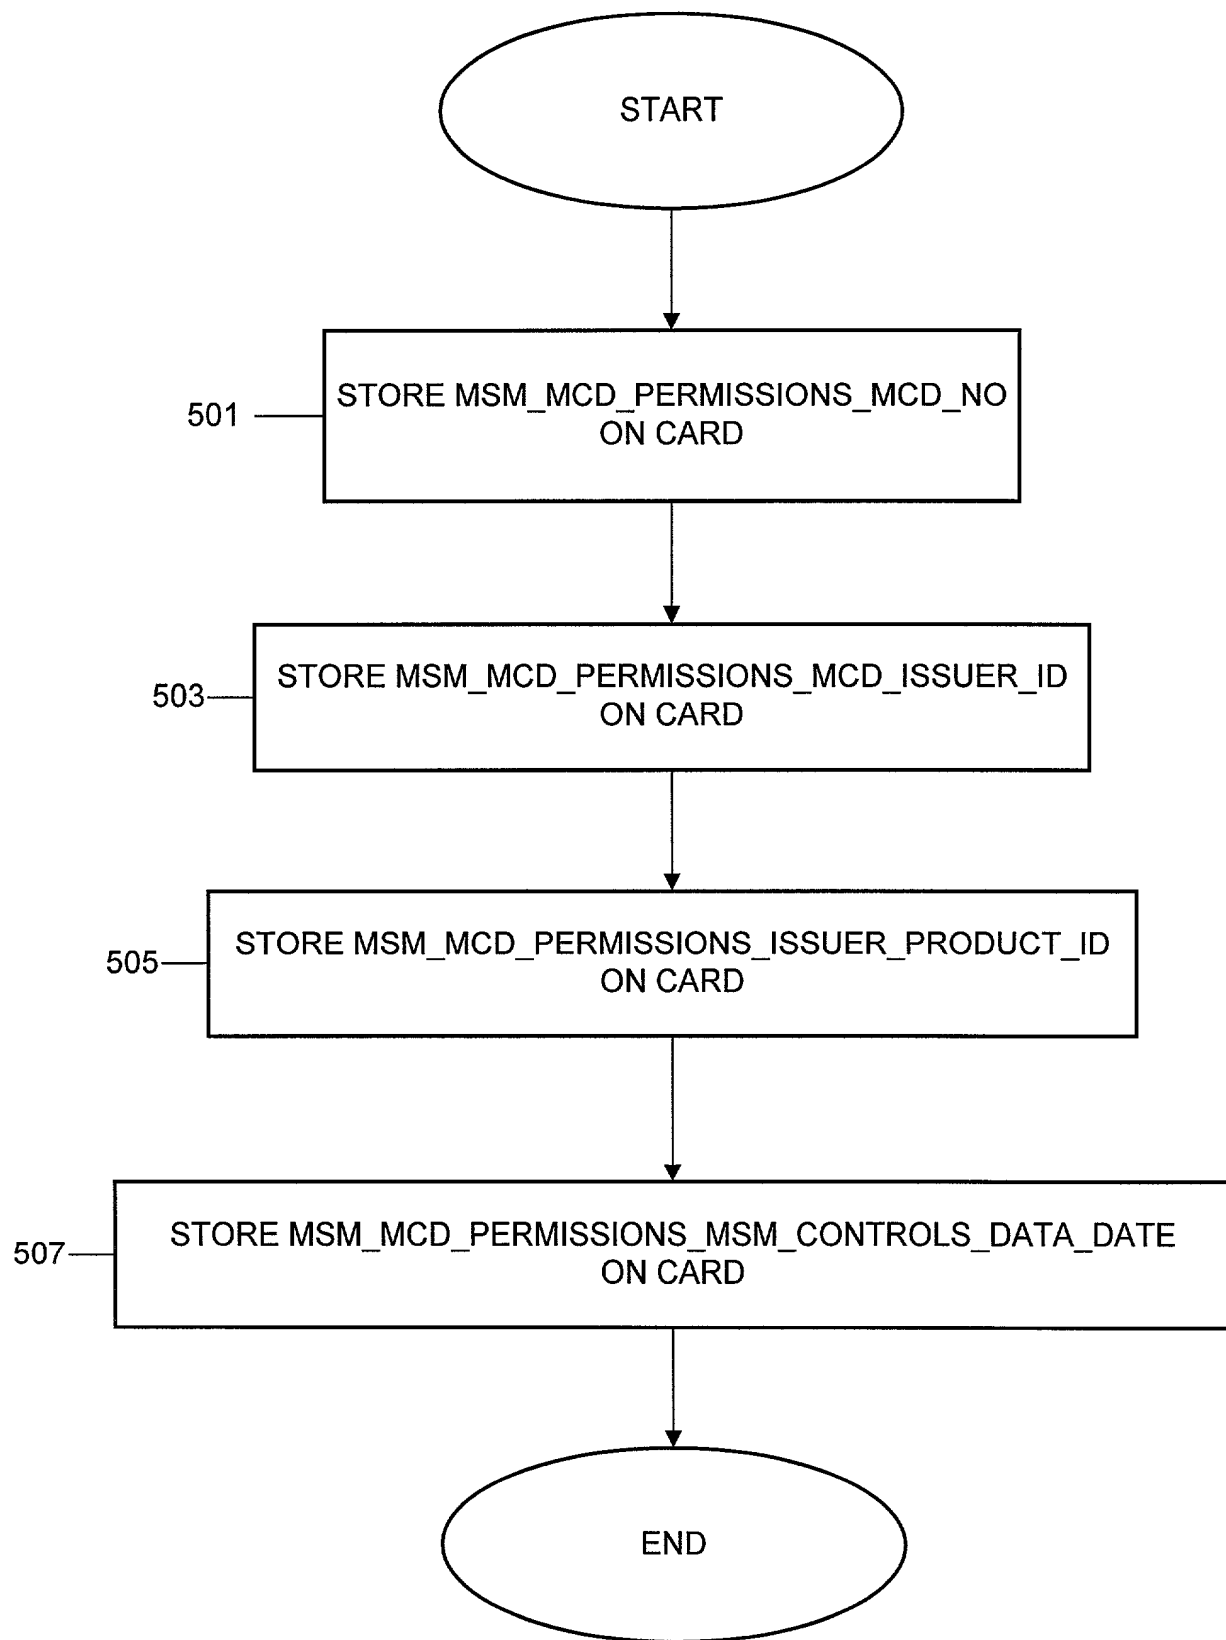 START
501
STORE MSM_MCD_PERMISSIONS_MCD_NO
ON CARD
503
STORE MSM_MCD_PERMISSIONS_MCD_ISSUER_ID
ON CARD
505
STORE MSM_MCD_PERMISSIONS_ISSUER_PRODUCT_ID
ON CARD
507
STORE MSM_MCD_PERMISSIONS_MSM_CONTROLS_DATA_DATE
ON CARD
END